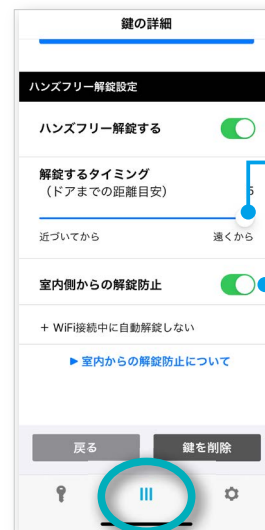 鍵の詳細
ハンズフリー解錠設定
ハンズフリー解錠する
解錠するタイミング
（ドアまでの距離目安）
近づいてから 遠くから
室内側からの解錠防止
+ WiFi接続中に自動解錠しない
▶ 室内からの解錠防止について
戻る 鍵を削除